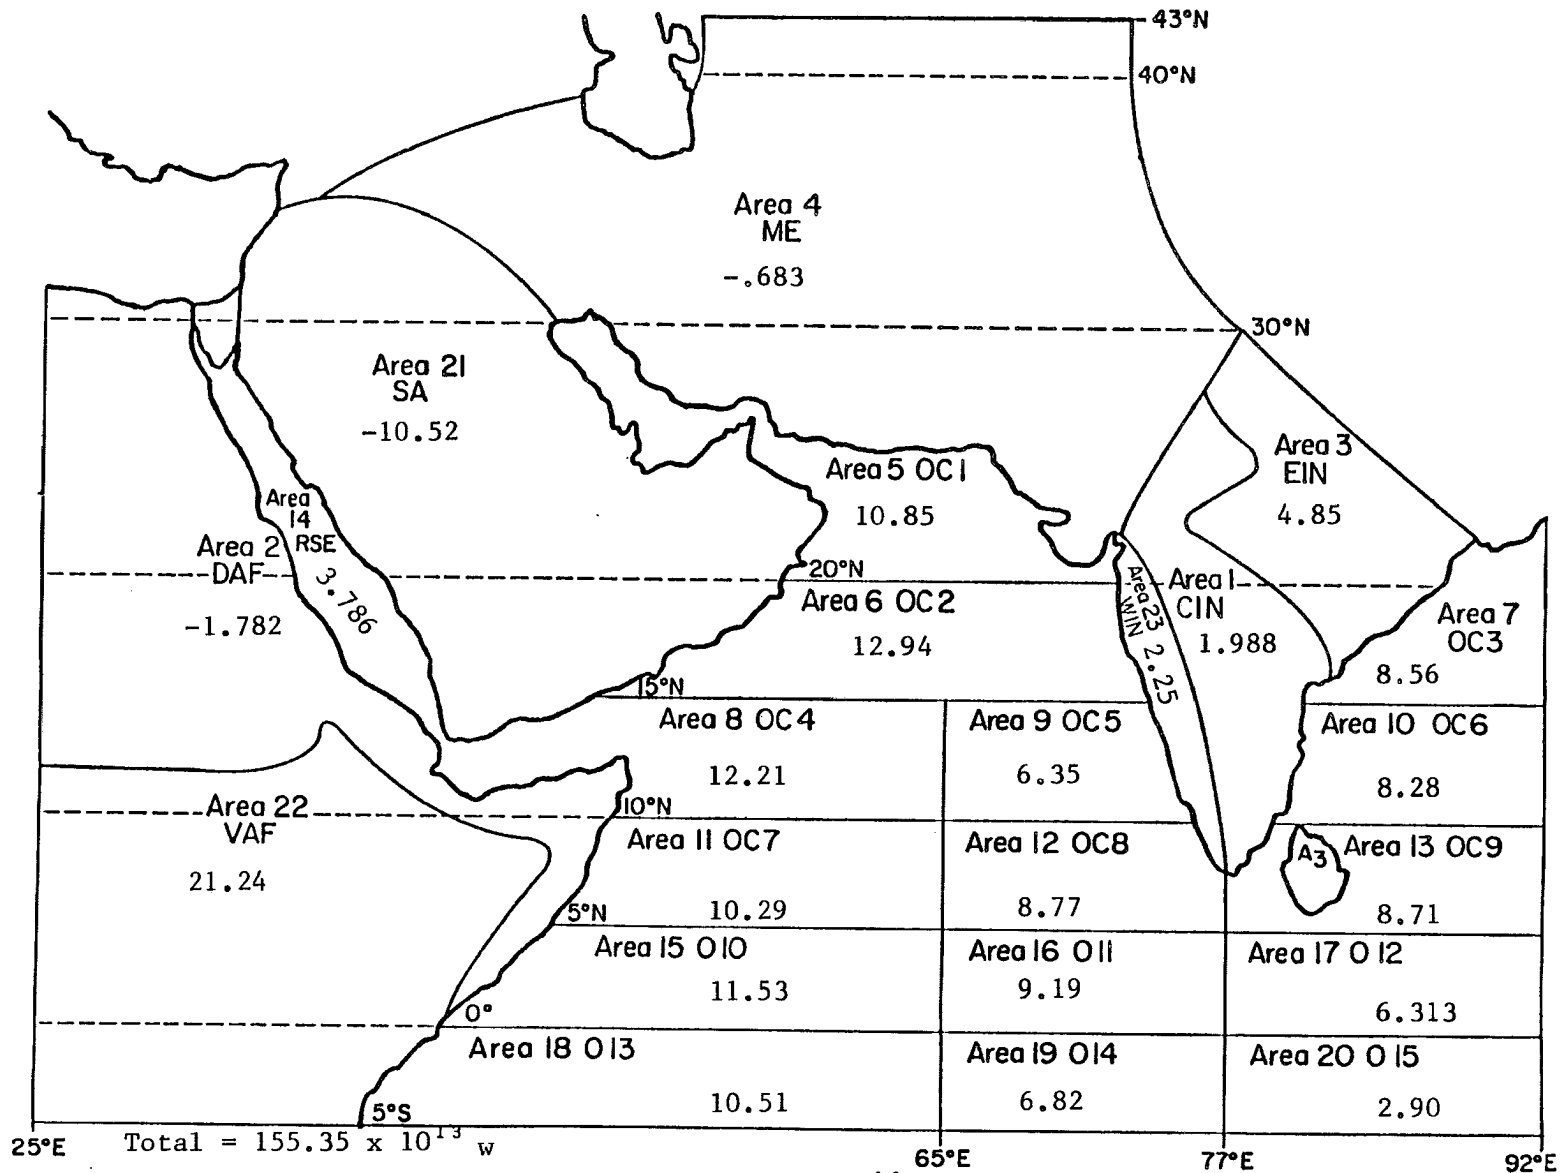 43°N
40°N
Area 4
ME
-.683
30°N
Area 21
SA
-10.52
Area 3
EIN
4.85
Area 5 OC1
10.85
Area
14
RSE
3.786
Area 2
DAF
-1.782
20°N
Area 6 OC2
12.94
Area 23
WIN 2.25
Area 1
CIN
1.988
Area 7
OC3
8.56
15°N
Area 8 OC4
12.21
Area 9 OC5
6.35
Area 10 OC6
8.28
Area 22
VAF
21.24
10°N
Area 11 OC7
10.29
Area 12 OC8
8.77
A3
Area 13 OC9
8.71
5°N
Area 15 O10
11.53
Area 16 O11
9.19
Area 17 O12
6.313
0°
Area 18 O13
10.51
Area 19 O14
6.82
Area 20 O15
2.90
5°S
25°E
Total = 155.35 x 10¹³ w
65°E
77°E
92°E